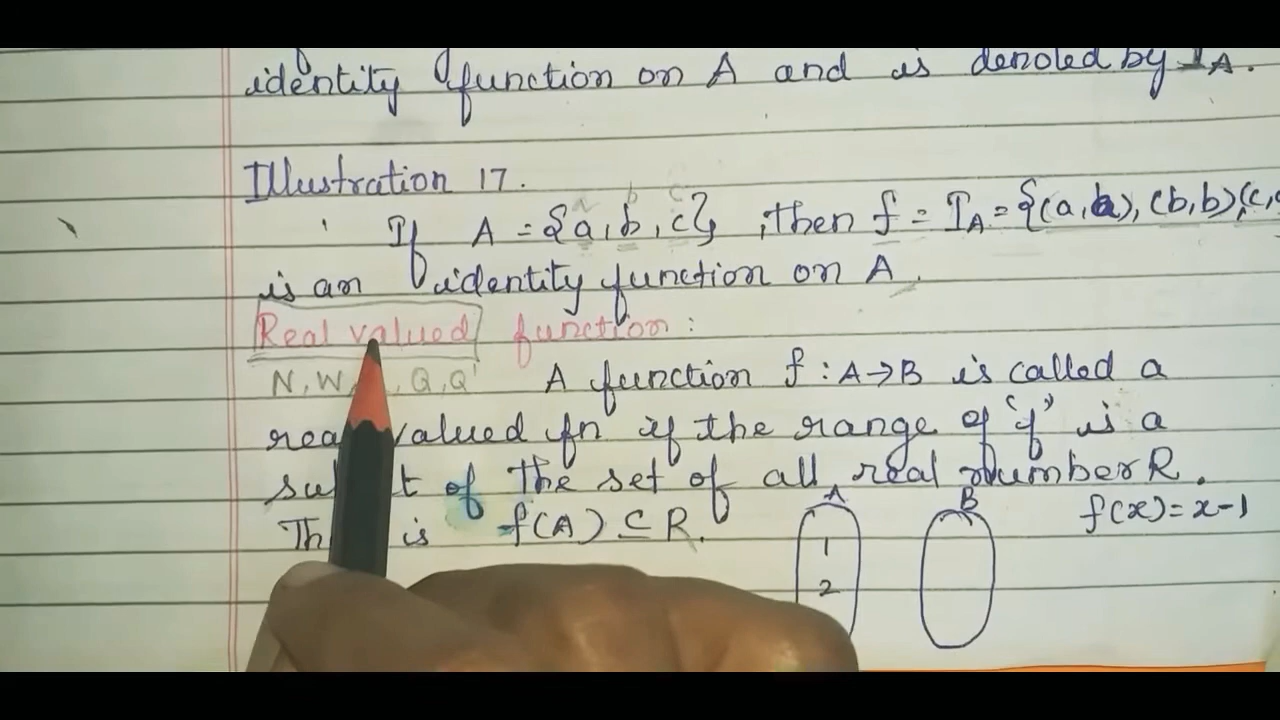 identity function on A and is denoted by I_A.
Illustration 17.
If A = {a, b, c}, then f = I_A = {(a,a), (b,b)(c,c
is an identity function on A.
Real valued function:
N, W, Q, Q' A function f : A→B is called a
valued fn if the range of 'f' is a
of the set of all real number R.
is f(A) ⊆ R.
A B f(x) = x-1
1
2